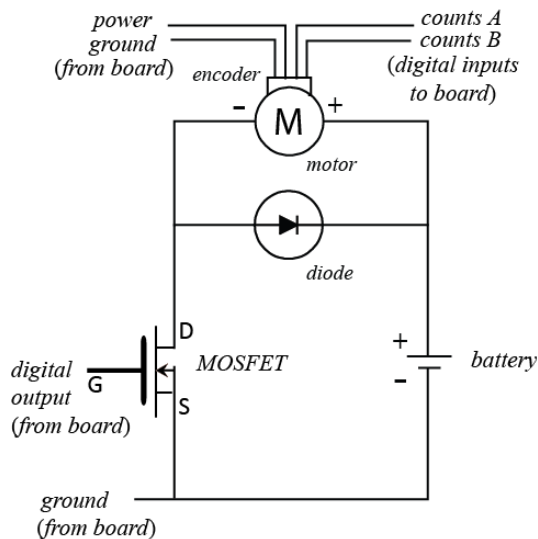 power
ground
(from board)
counts A
counts B
(digital inputs
to board)
encoder
-
M
+
motor
diode
D
MOSFET
G
S
digital
output
(from board)
+
-
battery
ground
(from board)